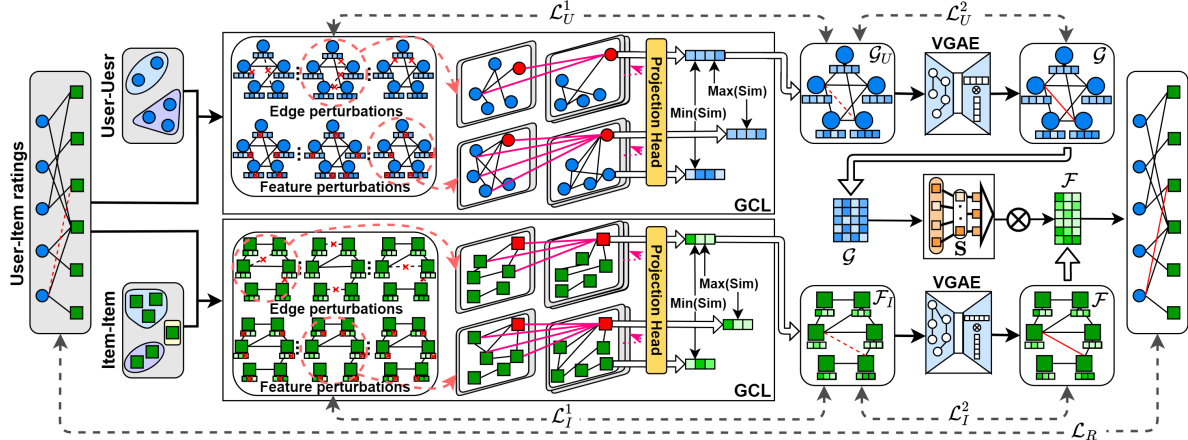 User-Item ratings
User-Uesr
Item-Item
Edge perturbations
Feature perturbations
Projection Head
Max(Sim)
Min(Sim)
GCL
Edge perturbations
Feature perturbations
Projection Head
Max(Sim)
Min(Sim)
GCL
ℒ_U^1
ℒ_U^2
𝒢_U
VGAE
𝒢
𝒢
S
ℱ
ℱ_I
VGAE
ℱ
ℒ_I^1
ℒ_I^2
ℒ_R